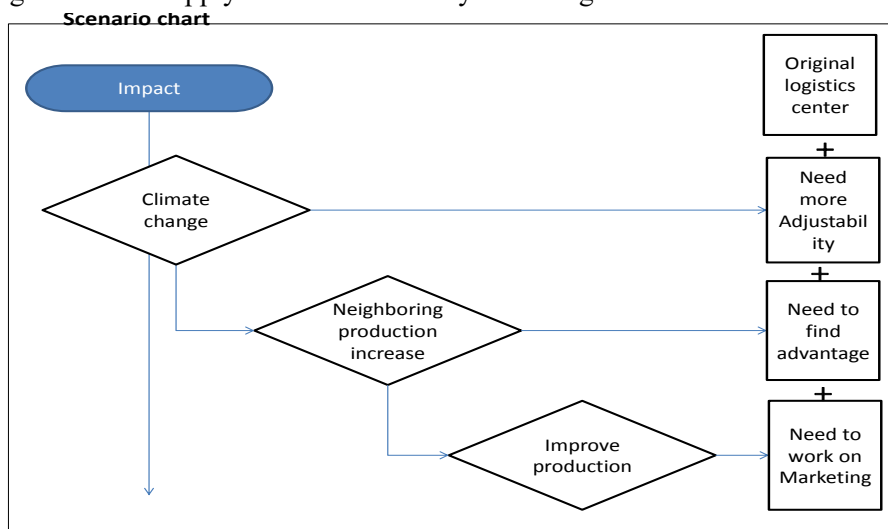 Scenario chart
Impact
Original
logistics
center
+
Climate
change
Need
more
Adjustabil
ity
+
Neighboring
production
increase
Need to
find
advantage
+
Improve
production
Need to
work on
Marketing